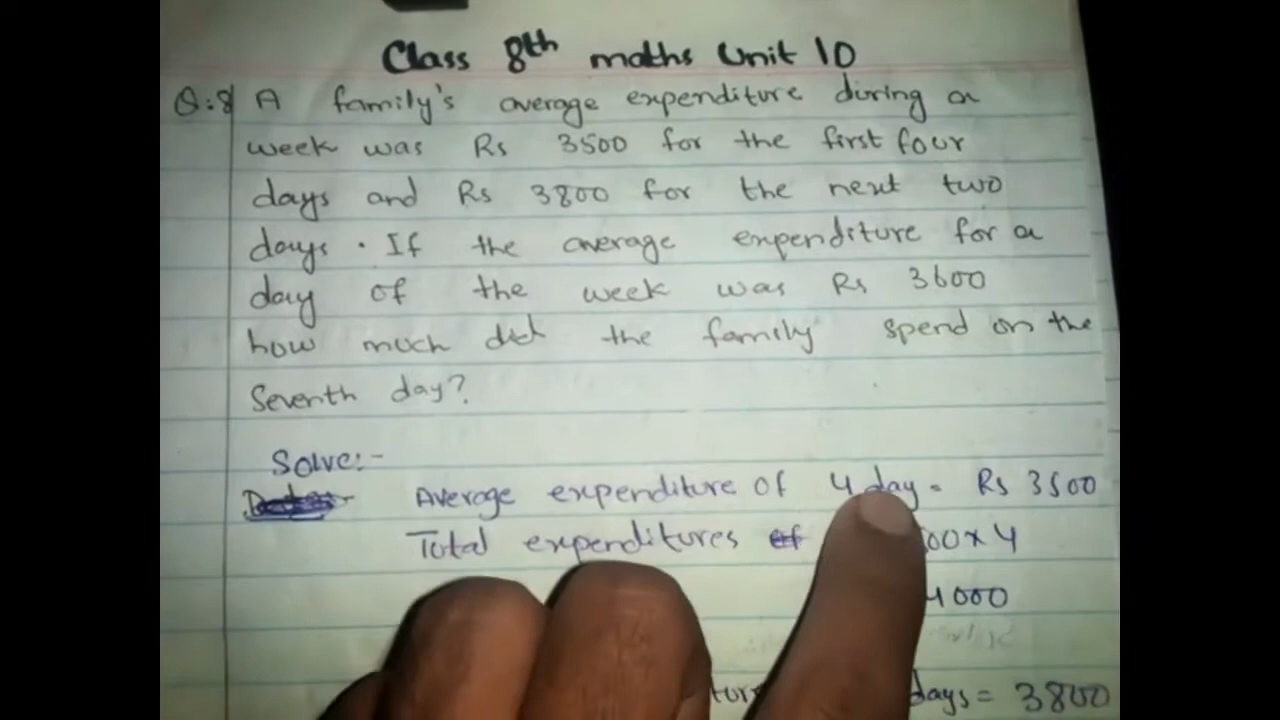 Class 8th maths Unit 10
Q:8 A family's average expenditure during a
week was Rs 3500 for the first four
days and Rs 3800 for the next two
days. If the average expenditure for a
day of the week was Rs 3600
how much did the family spend on the
Seventh day?
Solve:-
Average expenditure of 4 day = Rs 3500
Total expenditures 00x4
4000
days = 3800